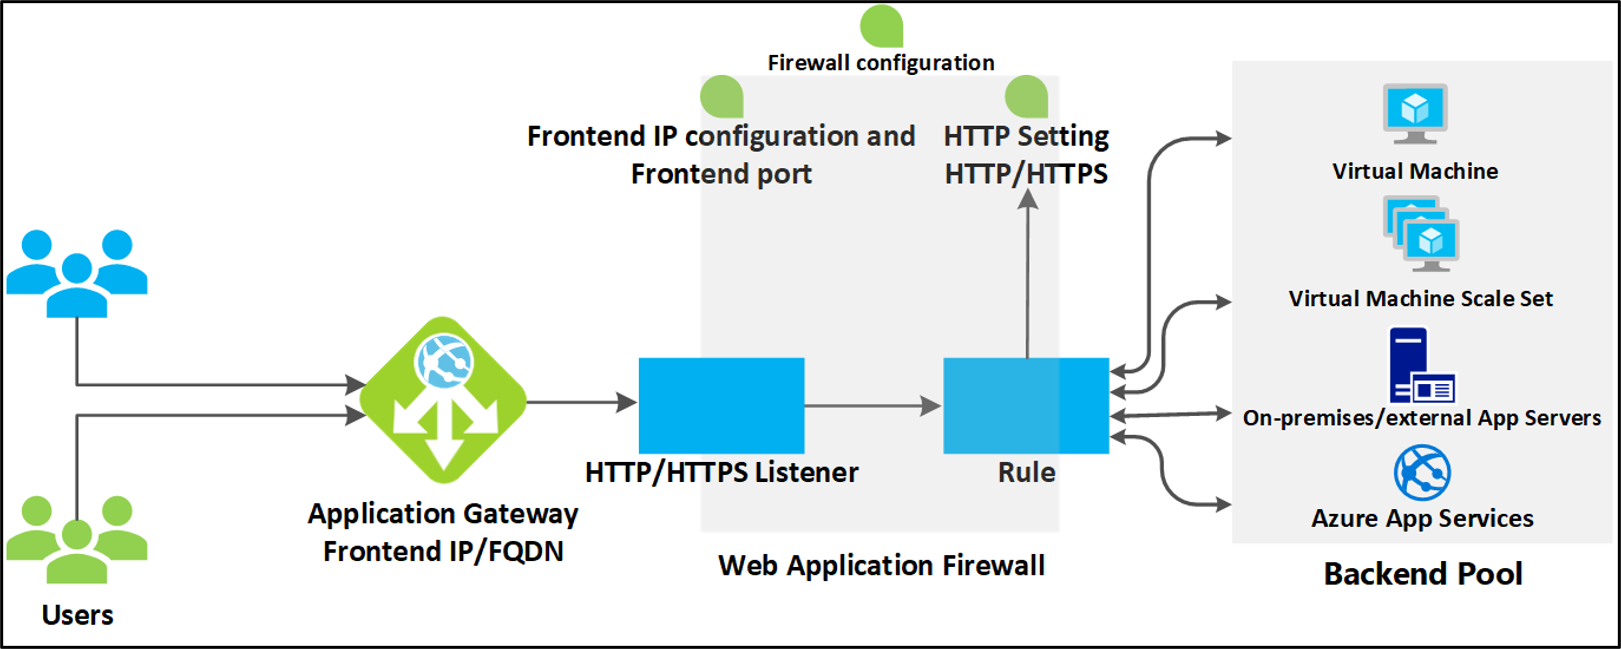 Firewall configuration
Frontend IP configuration and
Frontend port
HTTP Setting
HTTP/HTTPS
Virtual Machine
Virtual Machine Scale Set
On-premises/external App Servers
Azure App Services
Backend Pool
HTTP/HTTPS Listener
Rule
Web Application Firewall
Application Gateway
Frontend IP/FQDN
Users